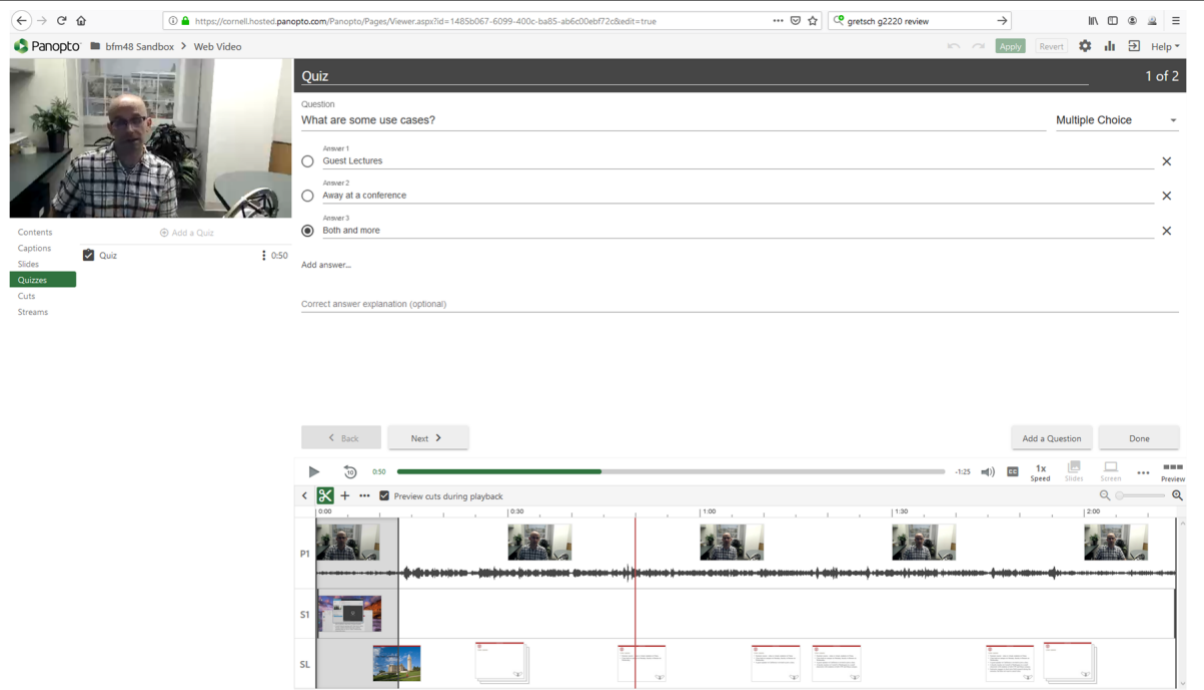 https://cornell.hosted.panopto.com/Panopto/Pages/Viewer.aspx?id=1485b067-6099-400c-ba85-ab6c00ebf72c&edit=true
gretsch g2220 review
Panopto bfm48 Sandbox > Web Video
Apply Revert Help
Quiz 1 of 2
Question
What are some use cases? Multiple Choice
Answer 1
Guest Lectures
Answer 2
Away at a conference
Answer 3
Both and more
Add answer...
Correct answer explanation (optional)
Contents
Add a Quiz
Captions
Quiz 0:50
Slides
Quizzes
Cuts
Streams
Back Next Add a Question Done
10 0:50 -1:25 CC 1x
Speed Slides Screen Preview
Preview cuts during playback
0:00 0:30 1:00 1:30 2:00
P1
S1
SL